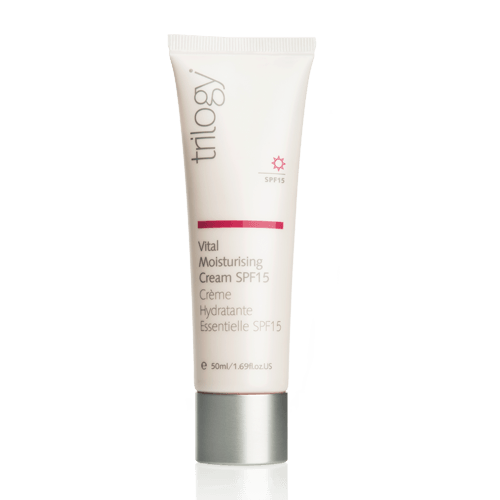 trilogy
SPF15
Vital
Moisturising
Cream SPF15
Crème
Hydratante
Essentielle SPF15
℮ 50ml/1.69fl.oz.US